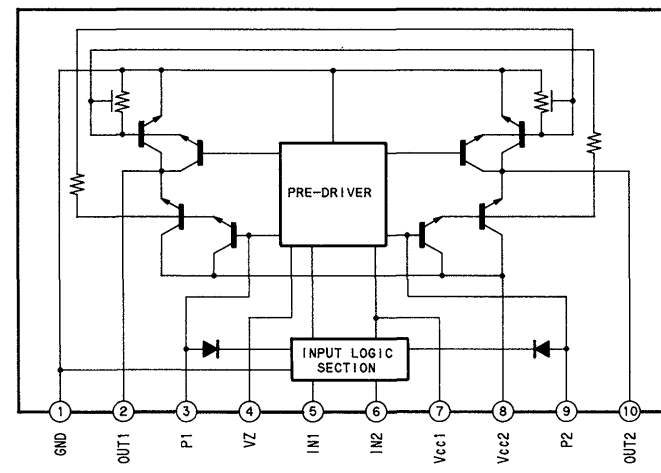 PRE-DRIVER
INPUT LOGIC
SECTION
1 2 3 4 5 6 7 8 9 10
GND OUT1 P1 VZ IN1 IN2 Vcc1 Vcc2 P2 OUT2